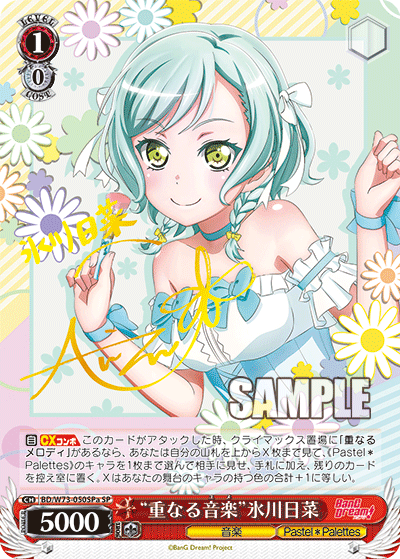 LEVEL
1
0
COST
氷川日菜
SAMPLE
自 CXコンボ このカードがアタックした時、クライマックス置場に「重なる
メロディ」があるなら、あなたは自分の山札を上からX枚まで見て、《Pastel＊
Palettes》のキャラを1枚まで選んで相手に見せ、手札に加え、残りのカード
を控え室に置く。Xはあなたの舞台のキャラの持つ色の合計＋1に等しい。
CH BD/W73-050SPa SP
“重なる音楽”氷川日菜
BanG Dream!
5000
音楽
Pastel＊Palettes
©BanG Dream! Project